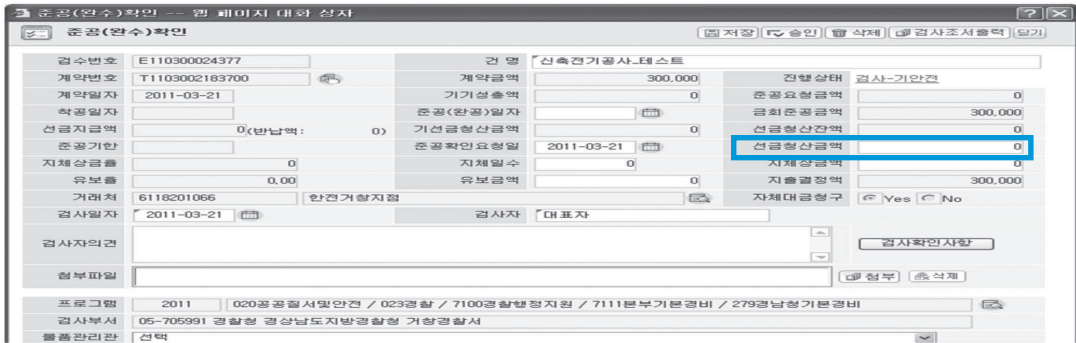 준공(완수)확인 -- 웹 페이지 대화 상자
준공(완수)확인 저장 승인 삭제 검사조서출력 닫기
검수번호 E110300024377 건 명 신축전기공사_테스트
계약번호 T1103002183700 계약금액 300,000 진행상태 검사-기안전
계약일자 2011-03-21 기기성총액 0 준공요청금액 0
착공일자 준공(완공)일자 금회준공금액 300,000
선금지급액 0 (반납액: 0) 기선금청산금액 0 선금청산잔액 0
준공기한 준공확인요청일 2011-03-21 선금청산금액 0
지체상금률 0 지체일수 0 지체상금액 0
유보율 0.00 유보금액 0 지출결정액 300,000
거래처 6118201066 한전거창지점 자체대금청구 Yes No
검사일자 2011-03-21 검사자 대표자
검사자의견 검사확인사항
첨부파일 첨부 삭제
프로그램 2011 020공공질서및안전 / 023경찰 / 7100경찰행정지원 / 7111본부기본경비 / 279경남청기본경비
검사부서 05-705991 경찰청 경상남도지방경찰청 거창경찰서
물품관리관 선택